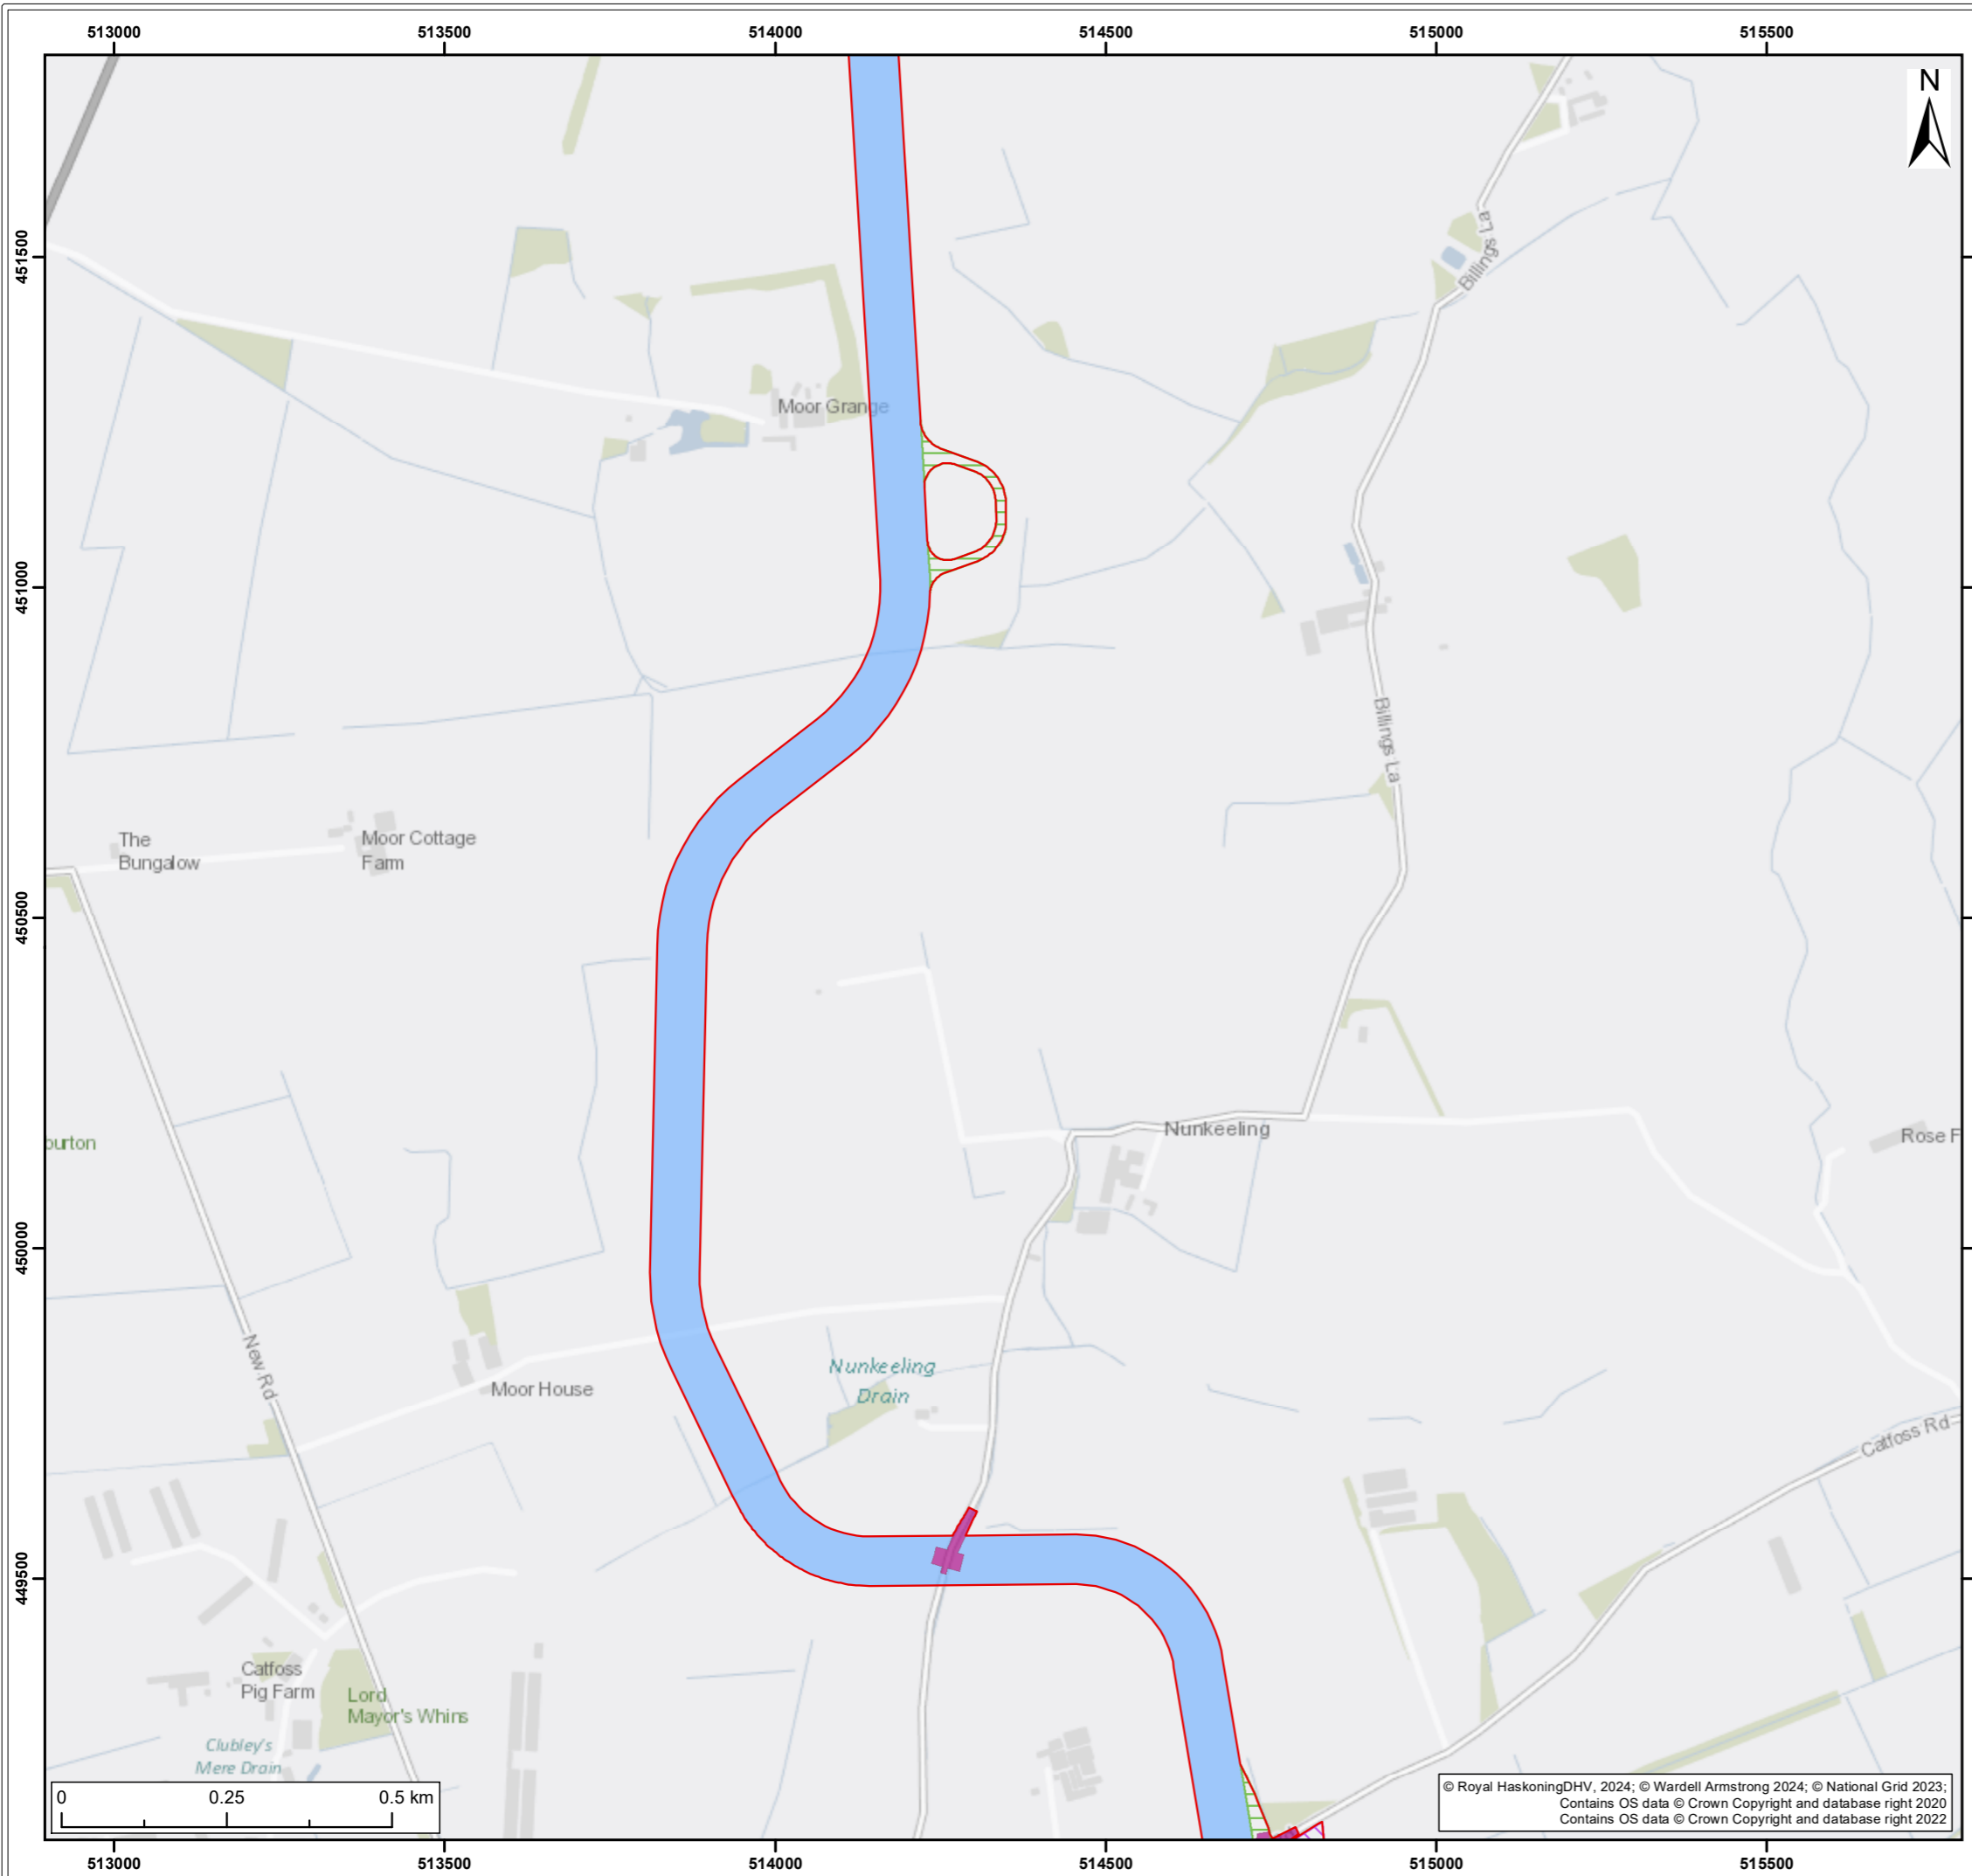 513000 513500 514000 514500 515000 515500
N
451500
451000
450500
450000
449500
Billings La
Moor Grange
Billings La
The
Bungalow
Moor Cottage
Farm
ourton
Nunkeeling
Rose F
New Rd
Moor House
Nunkeeling
Drain
Catfoss Rd
Catfoss
Pig Farm
Lord
Mayor's Whins
Clubley's
Mere Drain
0 0.25 0.5 km
© Royal HaskoningDHV, 2024; © Wardell Armstrong 2024; © National Grid 2023;
Contains OS data © Crown Copyright and database right 2020
Contains OS data © Crown Copyright and database right 2022
513000 513500 514000 514500 515000 515500